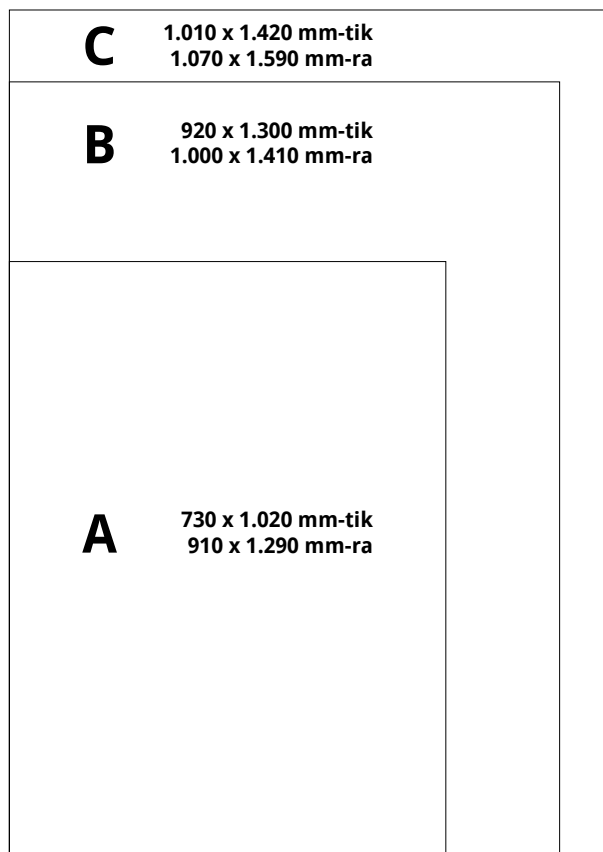 C
1.010 x 1.420 mm-tik
1.070 x 1.590 mm-ra
B
920 x 1.300 mm-tik
1.000 x 1.410 mm-ra
A
730 x 1.020 mm-tik
910 x 1.290 mm-ra